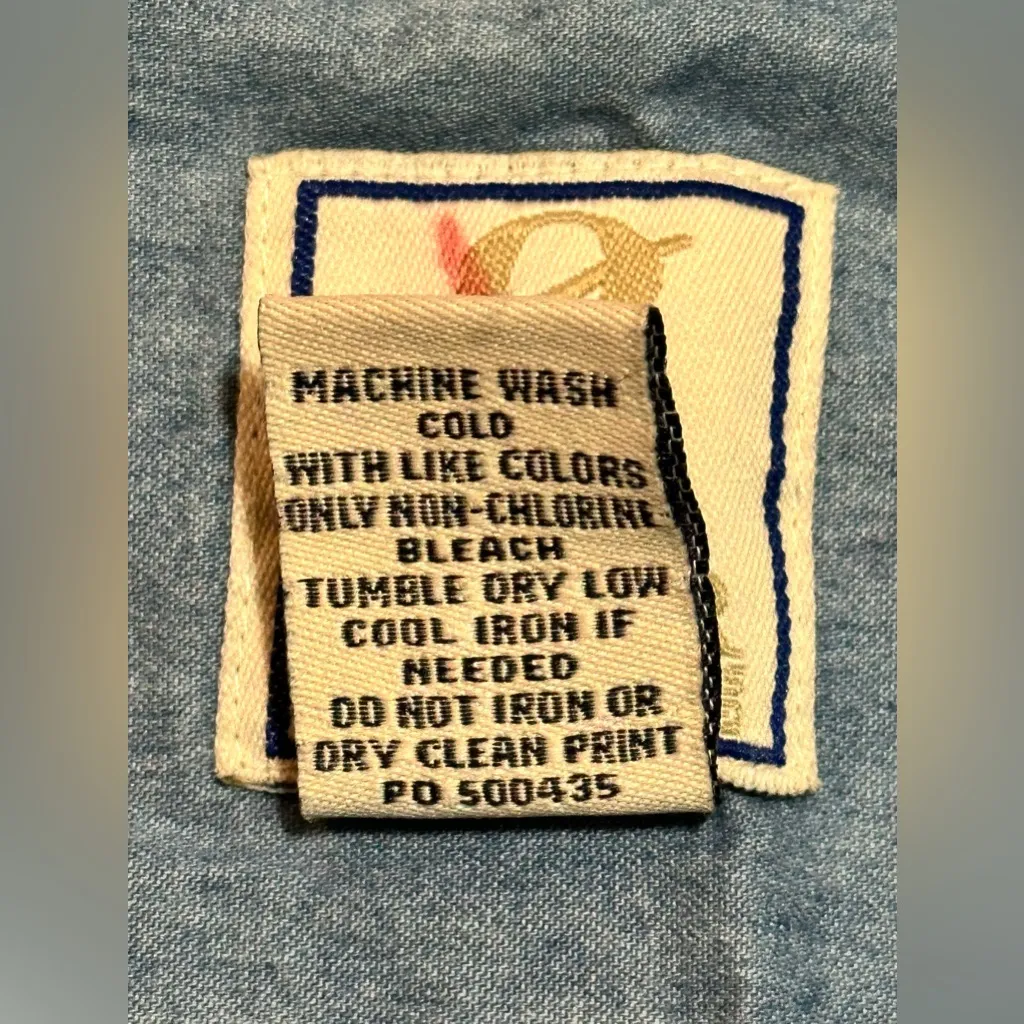 MACHINE WASH
COLD
WITH LIKE COLORS
ONLY NON-CHLORINE
BLEACH
TUMBLE DRY LOW
COOL IRON IF
NEEDED
DO NOT IRON OR
DRY CLEAN PRINT
PO 500435